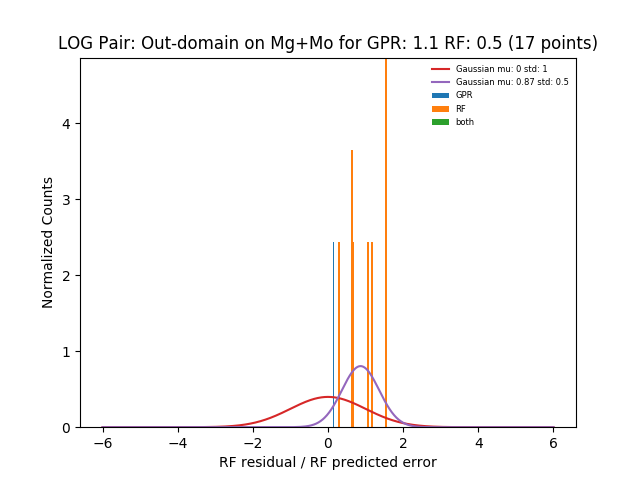 LOG Pair: Out-domain on Mg+Mo for GPR: 1.1 RF: 0.5 (17 points)
Gaussian mu: 0 std: 1
Gaussian mu: 0.87 std: 0.5
GPR
RF
both
Normalized Counts
4
3
2
1
0
−6 −4 −2 0 2 4 6
RF residual / RF predicted error